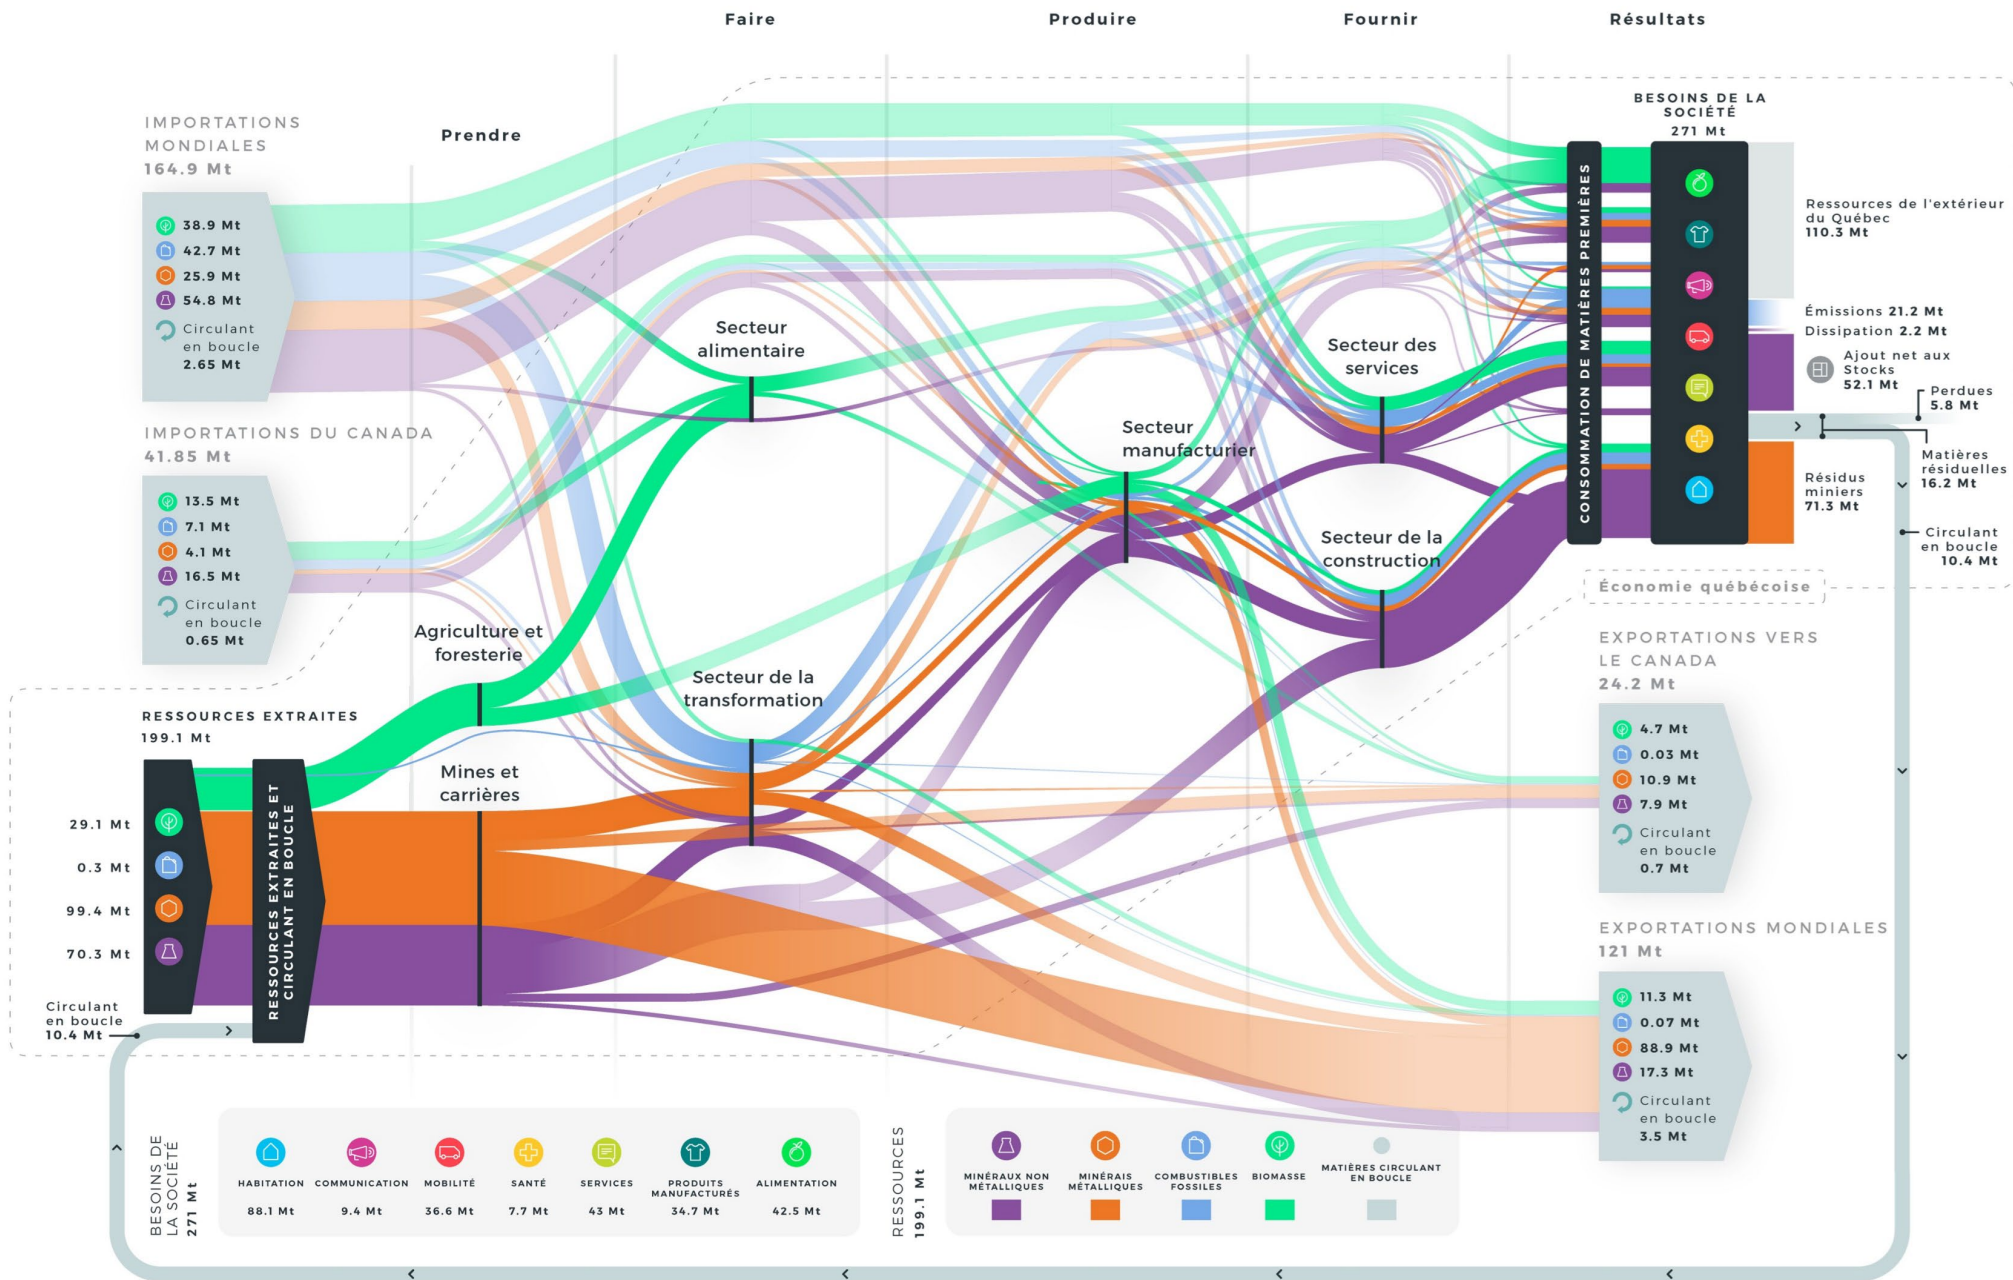 Faire
Produire
Fournir
Résultats
Prendre
IMPORTATIONS
MONDIALES
164.9 Mt
38.9 Mt
42.7 Mt
25.9 Mt
54.8 Mt
Circulant
en boucle
2.65 Mt
IMPORTATIONS DU CANADA
41.85 Mt
13.5 Mt
7.1 Mt
4.1 Mt
16.5 Mt
Circulant
en boucle
0.65 Mt
RESSOURCES EXTRAITES
199.1 Mt
29.1 Mt
0.3 Mt
99.4 Mt
70.3 Mt
Circulant
en boucle
10.4 Mt
RESSOURCES EXTRAITES ET
CIRCULANT EN BOUCLE
Agriculture et
foresterie
Mines et
carrières
Secteur
alimentaire
Secteur de la
transformation
Secteur
manufacturier
Secteur des
services
Secteur de la
construction
CONSOMMATION DE MATIÈRES PREMIÈRES
BESOINS DE LA
SOCIÉTÉ
271 Mt
Ressources de l'extérieur
du Québec
110.3 Mt
Émissions 21.2 Mt
Dissipation 2.2 Mt
Ajout net aux
Stocks
52.1 Mt
Perdues
5.8 Mt
Matières
résiduelles
16.2 Mt
Résidus
miniers
71.3 Mt
Circulant
en boucle
10.4 Mt
Économie québécoise
EXPORTATIONS VERS
LE CANADA
24.2 Mt
4.7 Mt
0.03 Mt
10.9 Mt
7.9 Mt
Circulant
en boucle
0.7 Mt
EXPORTATIONS MONDIALES
121 Mt
11.3 Mt
0.07 Mt
88.9 Mt
17.3 Mt
Circulant
en boucle
3.5 Mt
BESOINS DE
LA SOCIÉTÉ
271 Mt
HABITATION
88.1 Mt
COMMUNICATION
9.4 Mt
MOBILITÉ
36.6 Mt
SANTÉ
7.7 Mt
SERVICES
43 Mt
PRODUITS
MANUFACTURÉS
34.7 Mt
ALIMENTATION
42.5 Mt
RESSOURCES
199.1 Mt
MINÉRAUX NON
MÉTALLIQUES
MINÉRAIS
MÉTALLIQUES
COMBUSTIBLES
FOSSILES
BIOMASSE
MATIÈRES CIRCULANT
EN BOUCLE